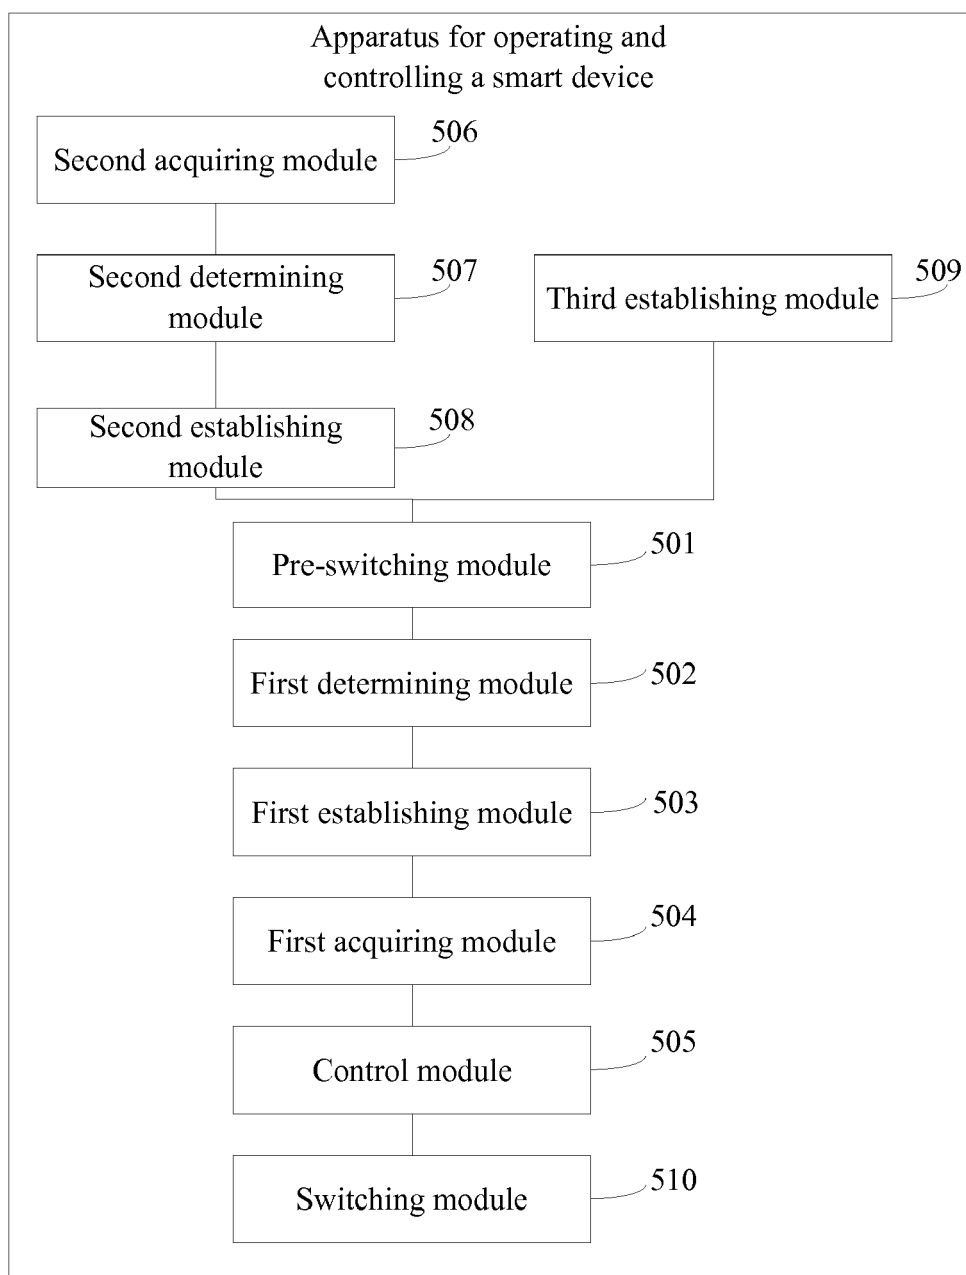 Apparatus for operating and
controlling a smart device
506
Second acquiring module
507
Second determining
module
509
Third establishing module
508
Second establishing
module
501
Pre-switching module
502
First determining module
503
First establishing module
504
First acquiring module
505
Control module
510
Switching module